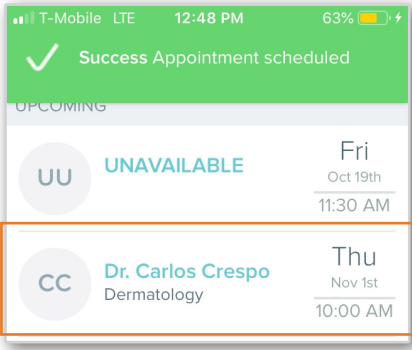 T-Mobile LTE 12:48 PM 63%
Success Appointment scheduled
UPCOMING
UU UNAVAILABLE Fri
Oct 19th
11:30 AM
CC Dr. Carlos Crespo Thu
Dermatology Nov 1st
10:00 AM